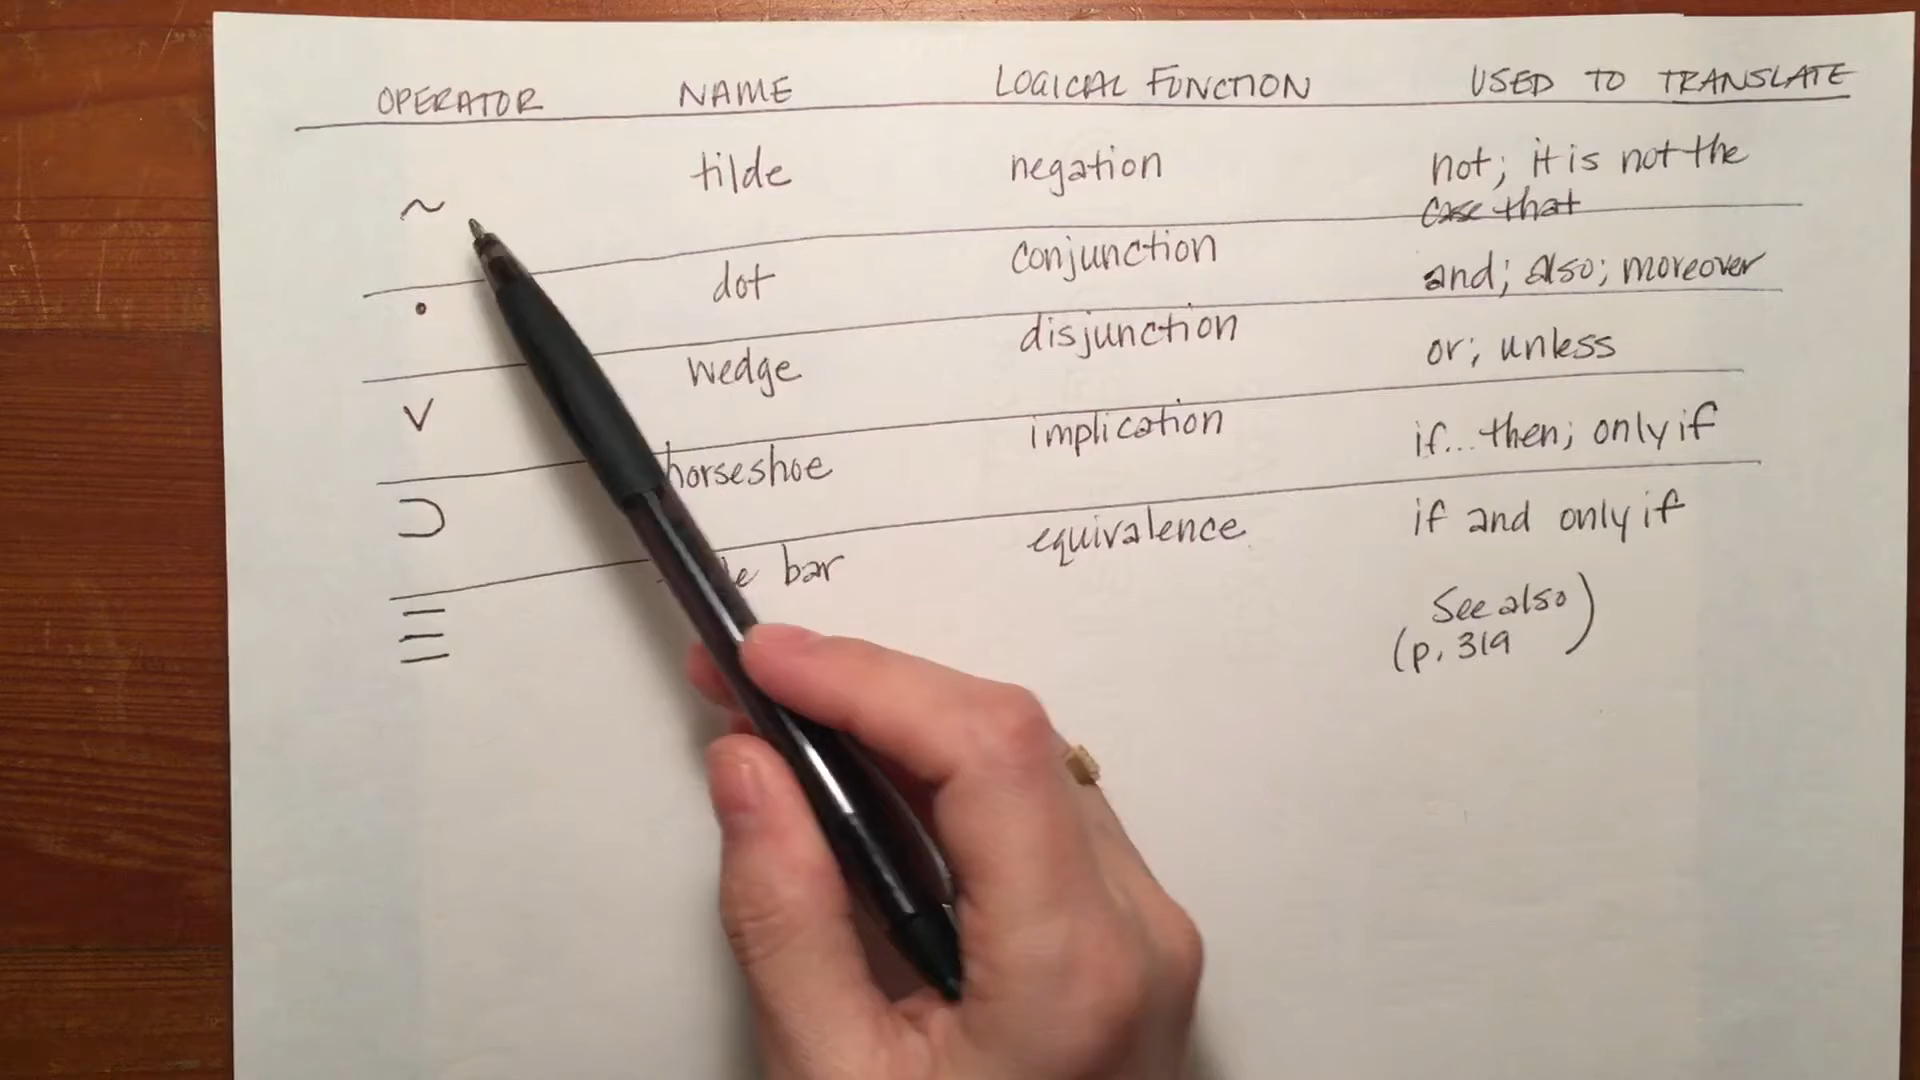 OPERATOR NAME LOGICAL FUNCTION USED TO TRANSLATE
~ tilde negation not; it is not the
case that
• dot conjunction and; also; moreover
v wedge disjunction or; unless
⊃ horseshoe implication if...then; only if
≡ bar equivalence if and only if
See also
(p. 319)